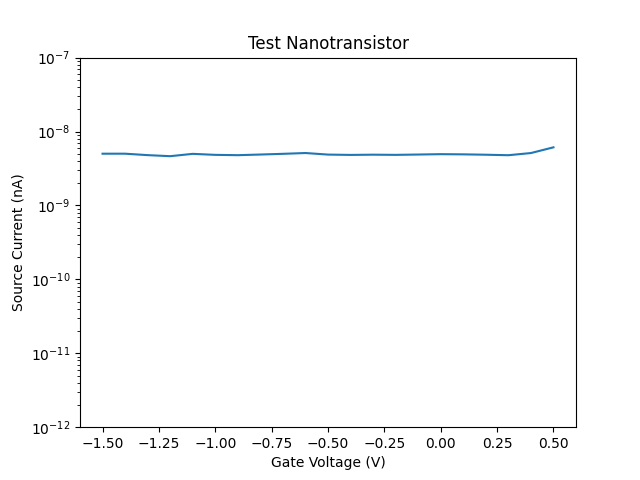 Test Nanotransistor
10⁻⁷
10⁻⁸
10⁻⁹
10⁻¹⁰
10⁻¹¹
10⁻¹²
Source Current (nA)
−1.50 −1.25 −1.00 −0.75 −0.50 −0.25 0.00 0.25 0.50
Gate Voltage (V)